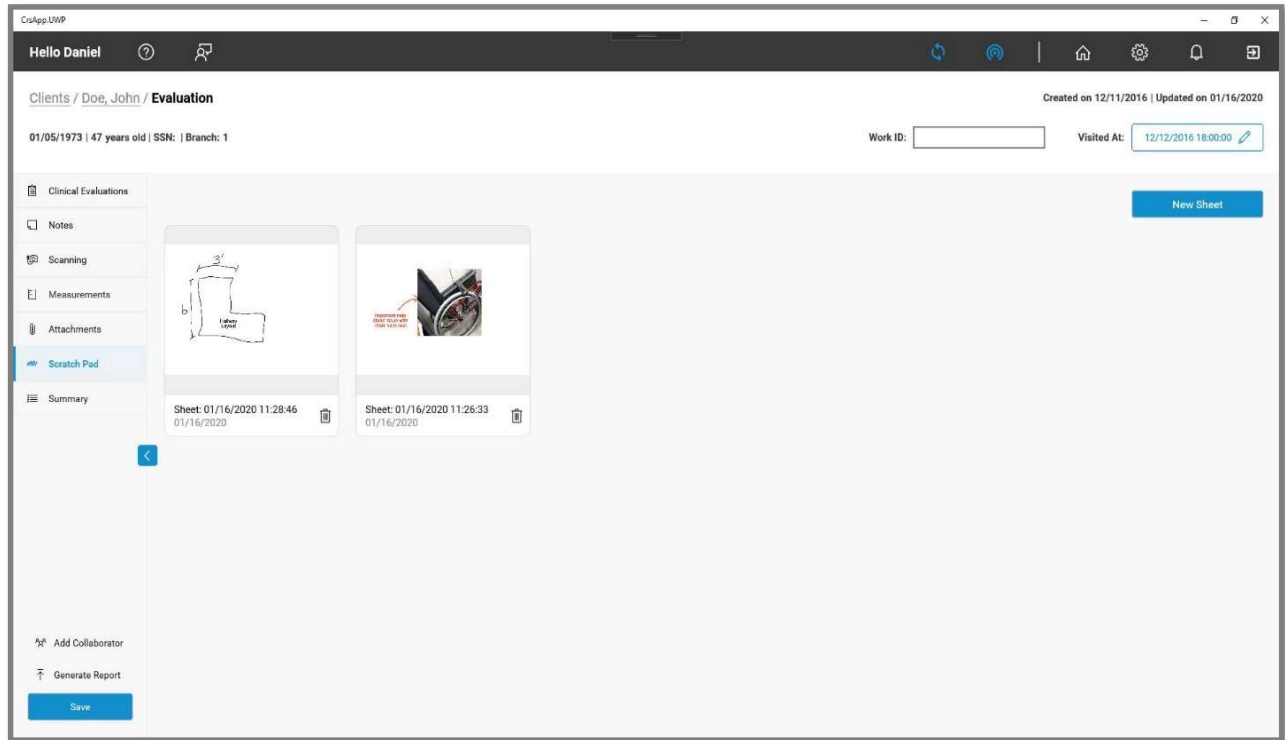 CrsApp.UWP
Hello Daniel
Clients / Doe, John / Evaluation
Created on 12/11/2016 | Updated on 01/16/2020
01/05/1973 | 47 years old | SSN: | Branch: 1
Work ID:
Visited At:
12/12/2016 18:00:00
Clinical Evaluations
Notes
Scanning
Measurements
Attachments
Scratch Pad
Summary
New Sheet
3'
Hallway
Layout
Important note
Sheet: 01/16/2020 11:28:46
01/16/2020
Sheet: 01/16/2020 11:26:33
01/16/2020
Add Collaborator
Generate Report
Save